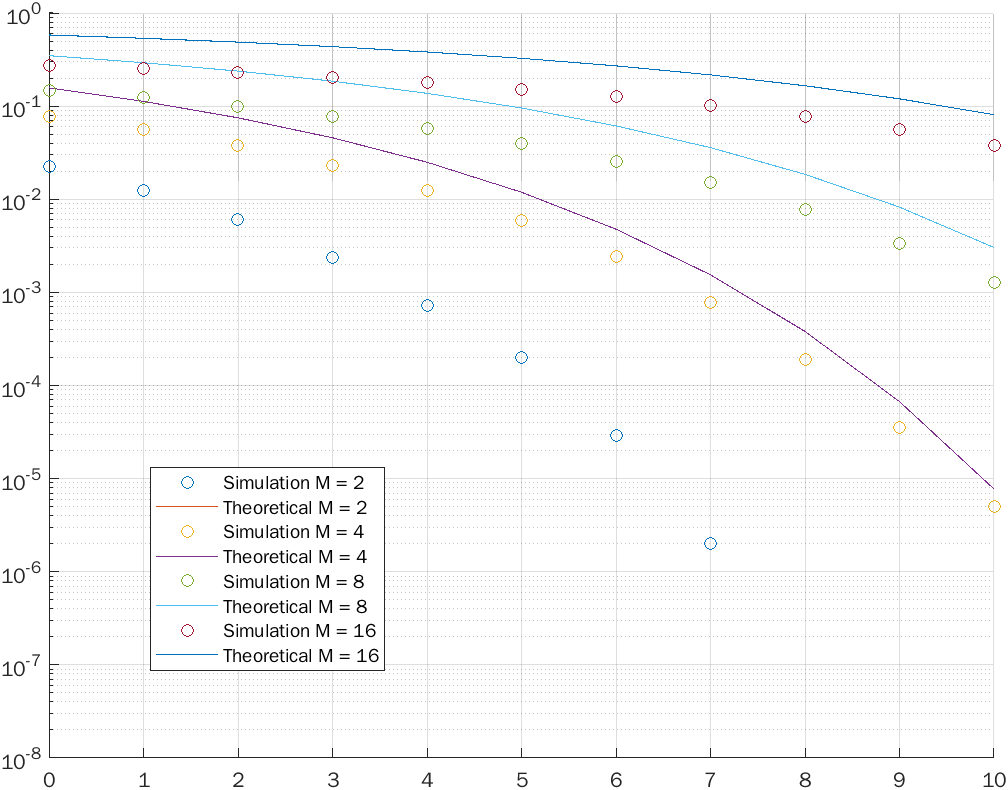 10^0
10^-1
10^-2
10^-3
10^-4
10^-5
10^-6
10^-7
10^-8
Simulation M = 2
Theoretical M = 2
Simulation M = 4
Theoretical M = 4
Simulation M = 8
Theoretical M = 8
Simulation M = 16
Theoretical M = 16
0 1 2 3 4 5 6 7 8 9 10